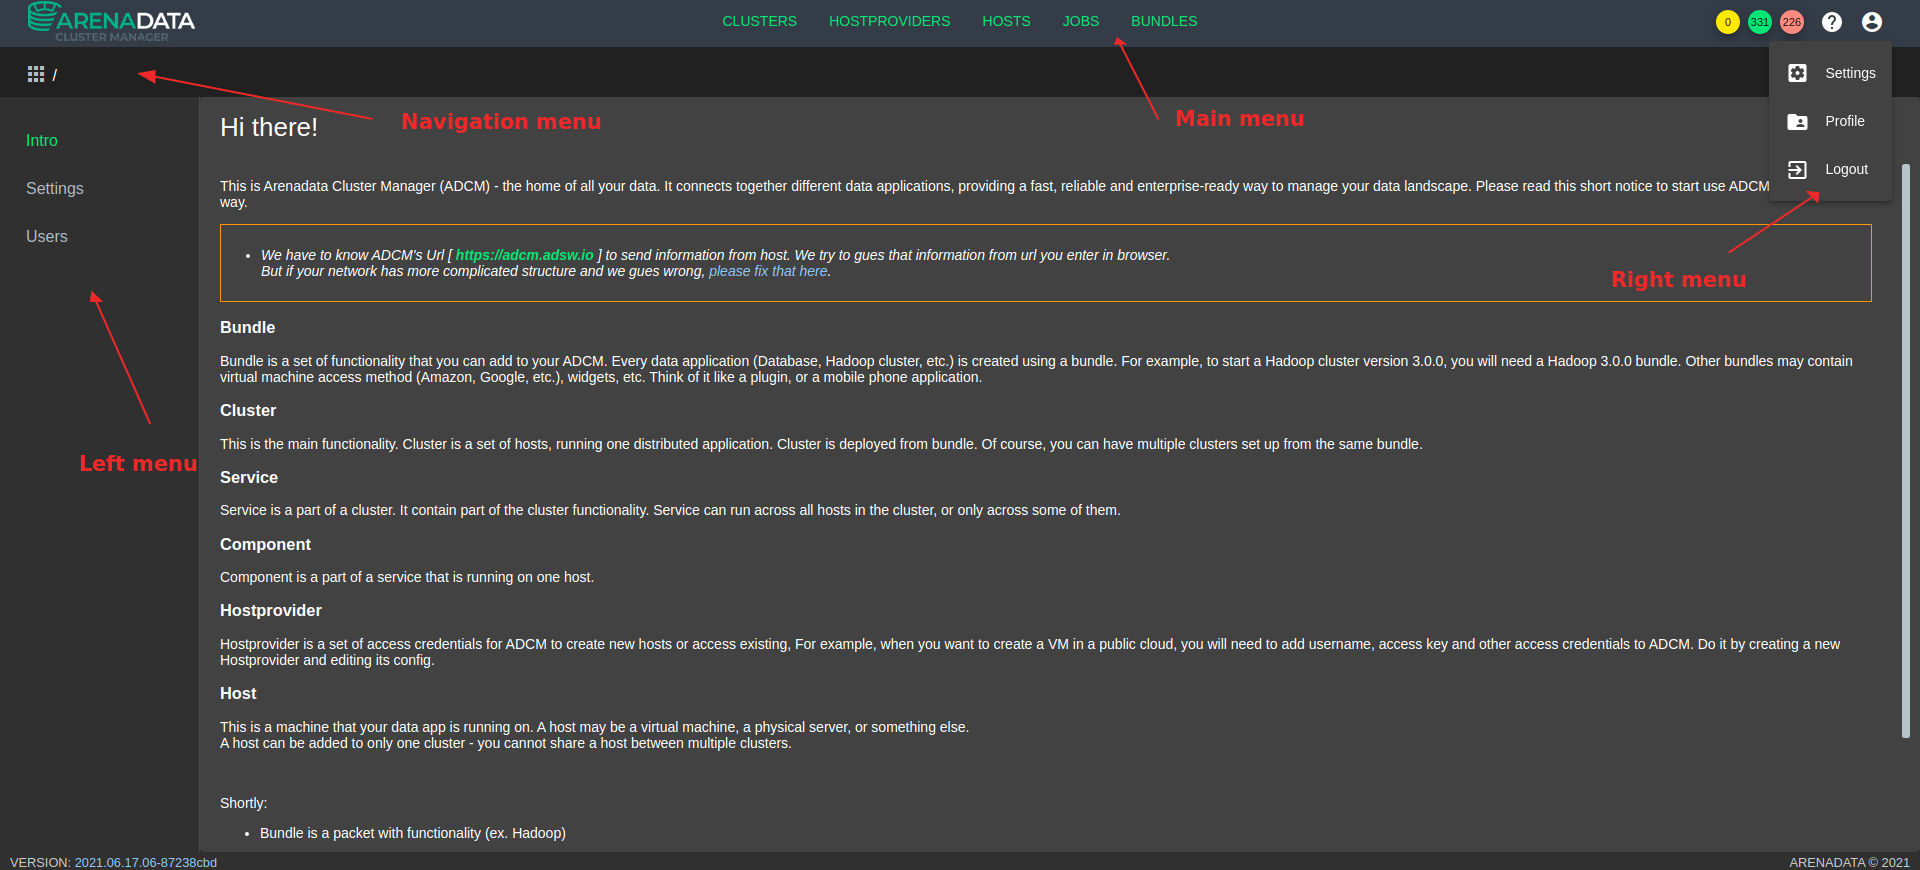 ARENADATA
CLUSTER MANAGER
CLUSTERS HOSTPROVIDERS HOSTS JOBS BUNDLES
0 331 226 ?
/
Settings
Profile
Logout
Navigation menu
Main menu
Right menu
Left menu
Intro
Settings
Users
Hi there!
This is Arenadata Cluster Manager (ADCM) - the home of all your data. It connects together different data applications, providing a fast, reliable and enterprise-ready way to manage your data landscape. Please read this short notice to start use ADCM
way.
• We have to know ADCM's Url [ https://adcm.adsw.io ] to send information from host. We try to gues that information from url you enter in browser.
But if your network has more complicated structure and we gues wrong, please fix that here.
Bundle
Bundle is a set of functionality that you can add to your ADCM. Every data application (Database, Hadoop cluster, etc.) is created using a bundle. For example, to start a Hadoop cluster version 3.0.0, you will need a Hadoop 3.0.0 bundle. Other bundles may contain
virtual machine access method (Amazon, Google, etc.), widgets, etc. Think of it like a plugin, or a mobile phone application.
Cluster
This is the main functionality. Cluster is a set of hosts, running one distributed application. Cluster is deployed from bundle. Of course, you can have multiple clusters set up from the same bundle.
Service
Service is a part of a cluster. It contain part of the cluster functionality. Service can run across all hosts in the cluster, or only across some of them.
Component
Component is a part of a service that is running on one host.
Hostprovider
Hostprovider is a set of access credentials for ADCM to create new hosts or access existing, For example, when you want to create a VM in a public cloud, you will need to add username, access key and other access credentials to ADCM. Do it by creating a new
Hostprovider and editing its config.
Host
This is a machine that your data app is running on. A host may be a virtual machine, a physical server, or something else.
A host can be added to only one cluster - you cannot share a host between multiple clusters.
Shortly:
• Bundle is a packet with functionality (ex. Hadoop)
VERSION: 2021.06.17.06-87238cbd
ARENADATA © 2021